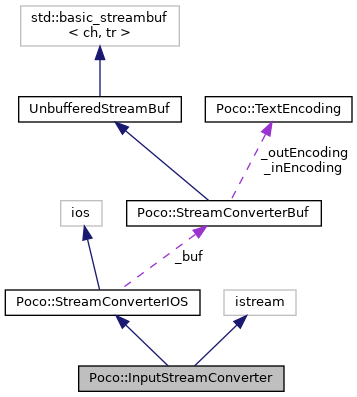 std::basic_streambuf
< ch, tr >
UnbufferedStreamBuf
Poco::TextEncoding
_outEncoding
_inEncoding
ios
Poco::StreamConverterBuf
_buf
Poco::StreamConverterIOS
istream
Poco::InputStreamConverter